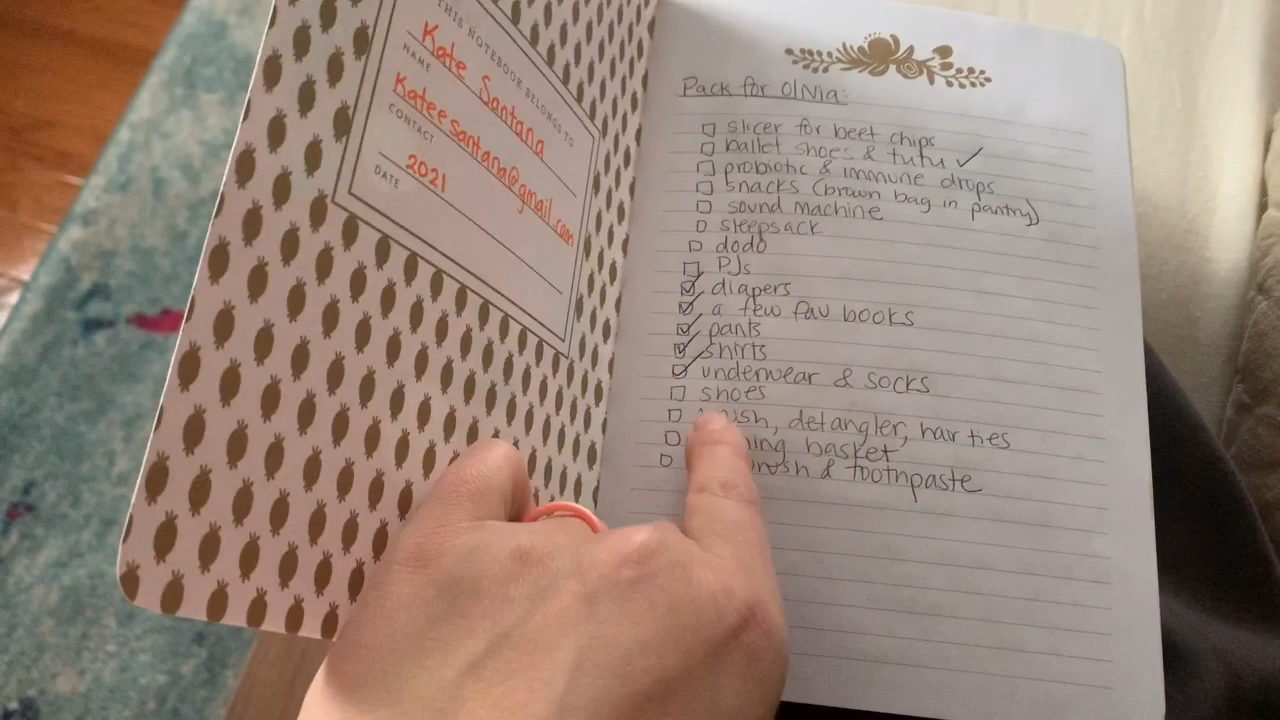 THIS NOTEBOOK BELONGS TO
Kate Santana
NAME
Kateesantana@gmail.com
CONTACT
2021
DATE
Pack for OlIVIa:
slicer for beet chips
ballet shoes & tutu ✓
probiotic & immune drops
snacks (brown bag in pantry)
sound machine
sleepsack
dodo
PJs
diapers
a few fav books
pants
shirts
underwear & socks
shoes
detangler, hair ties
basket
& toothpaste